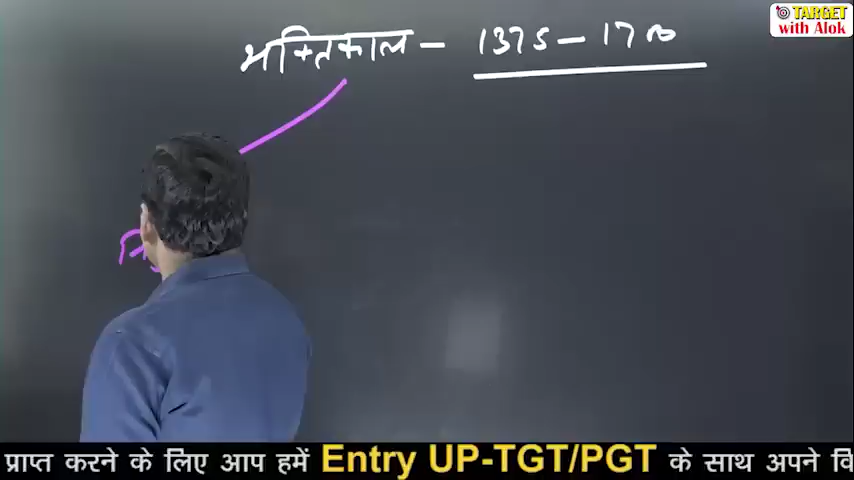 TARGET
with Alok
भक्तिकाल – 1375 – 1700
प्राप्त करने के लिए आप हमें Entry UP-TGT/PGT के साथ अपने वि